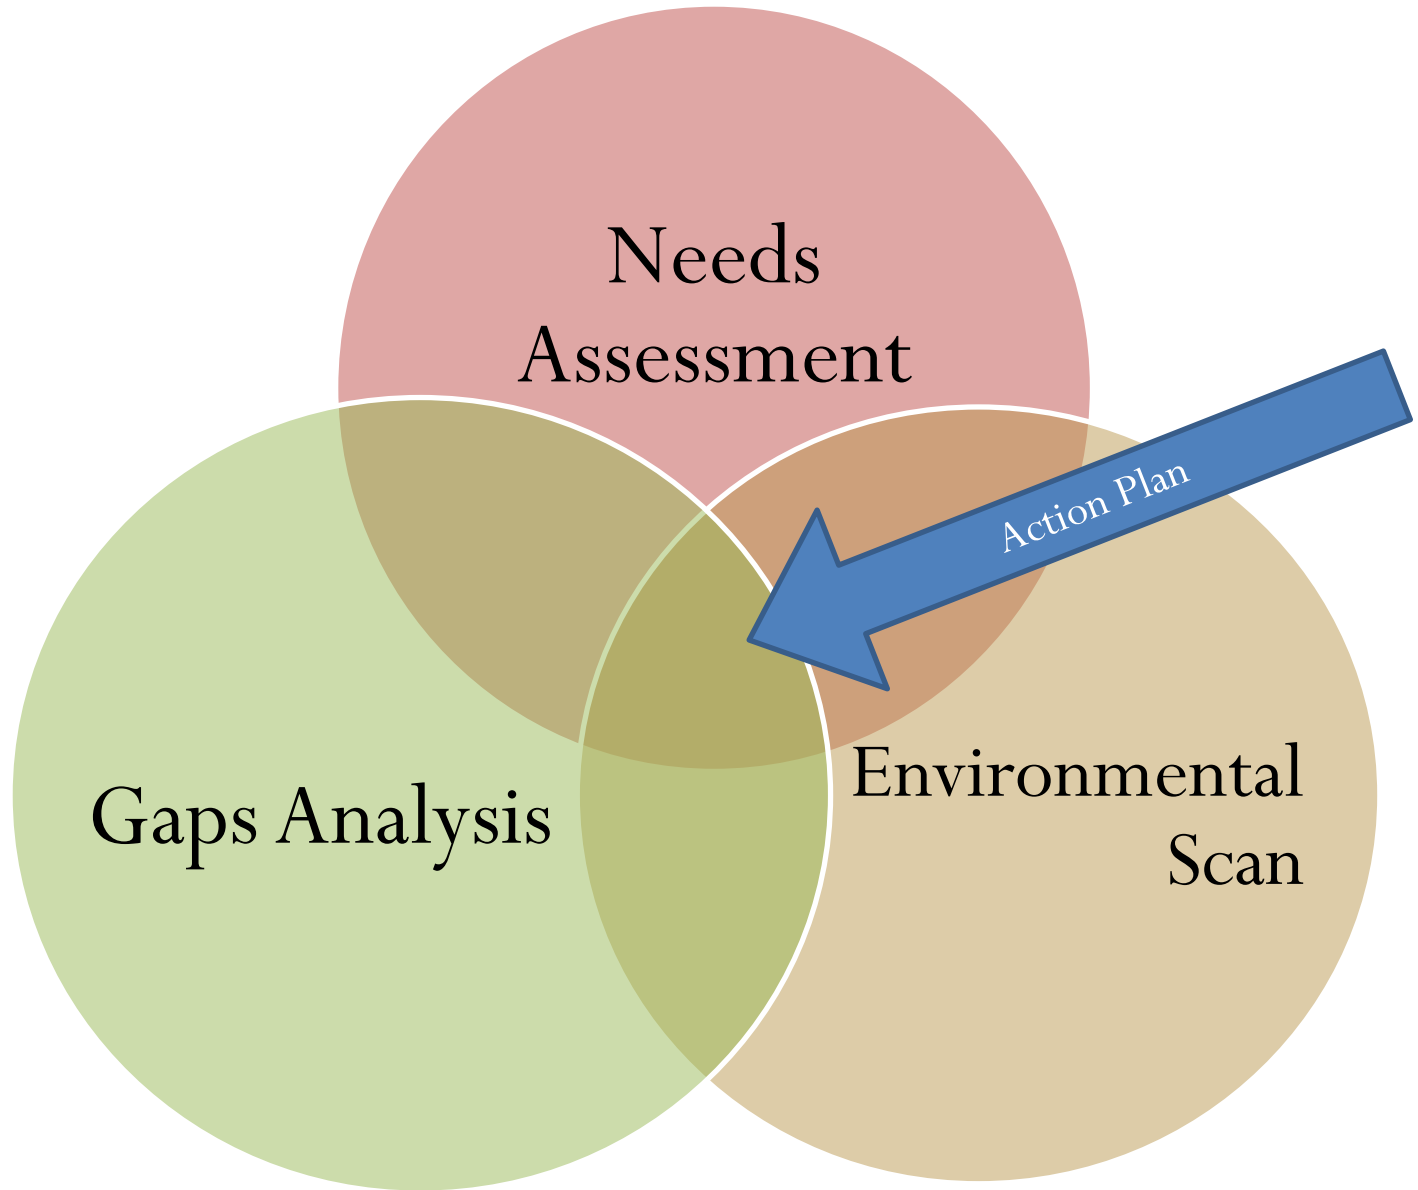 Needs
Assessment
Action Plan
Environmental
Scan
Gaps Analysis